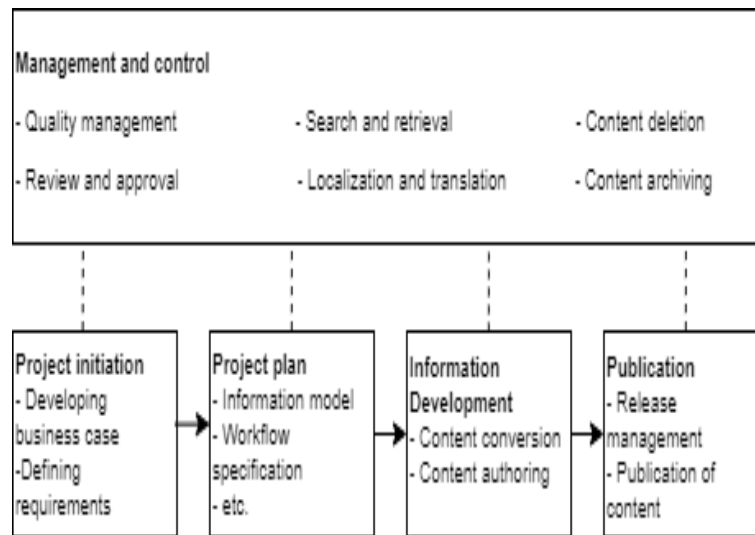 Management and control
- Quality management
- Search and retrieval
- Content deletion
- Review and approval
- Localization and translation
- Content archiving
Project initiation
- Developing
business case
-Defining
requirements
Project plan
- Information model
- Workflow
specification
- etc.
Information
Development
- Content conversion
- Content authoring
Publication
- Release
management
- Publication of
content